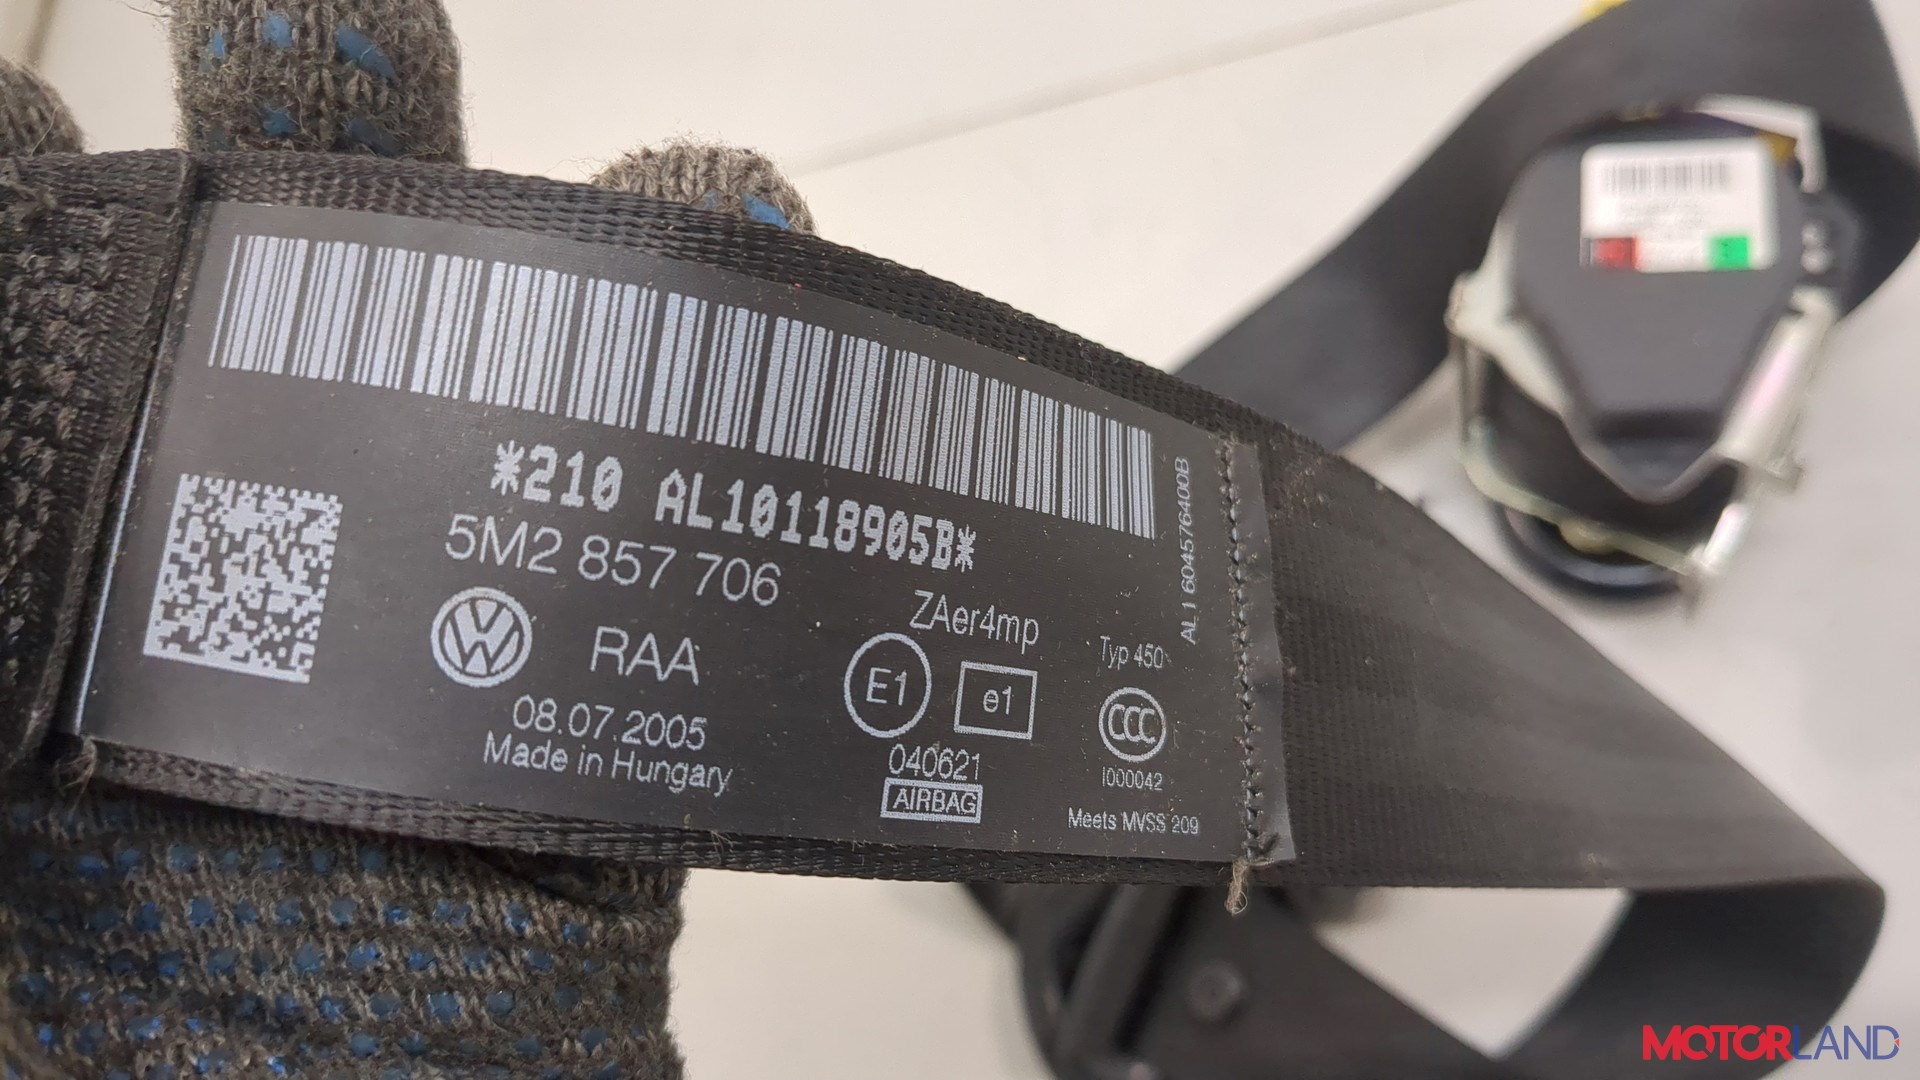 *210 AL10118905B*
5M2 857 706
RAA
08.07.2005
Made in Hungary
ZAer4mp
E1
e1
040621
AIRBAG
Typ 450
CCC
I000042
Meets MVSS 209
AL1 604576400B
MOTORLAND